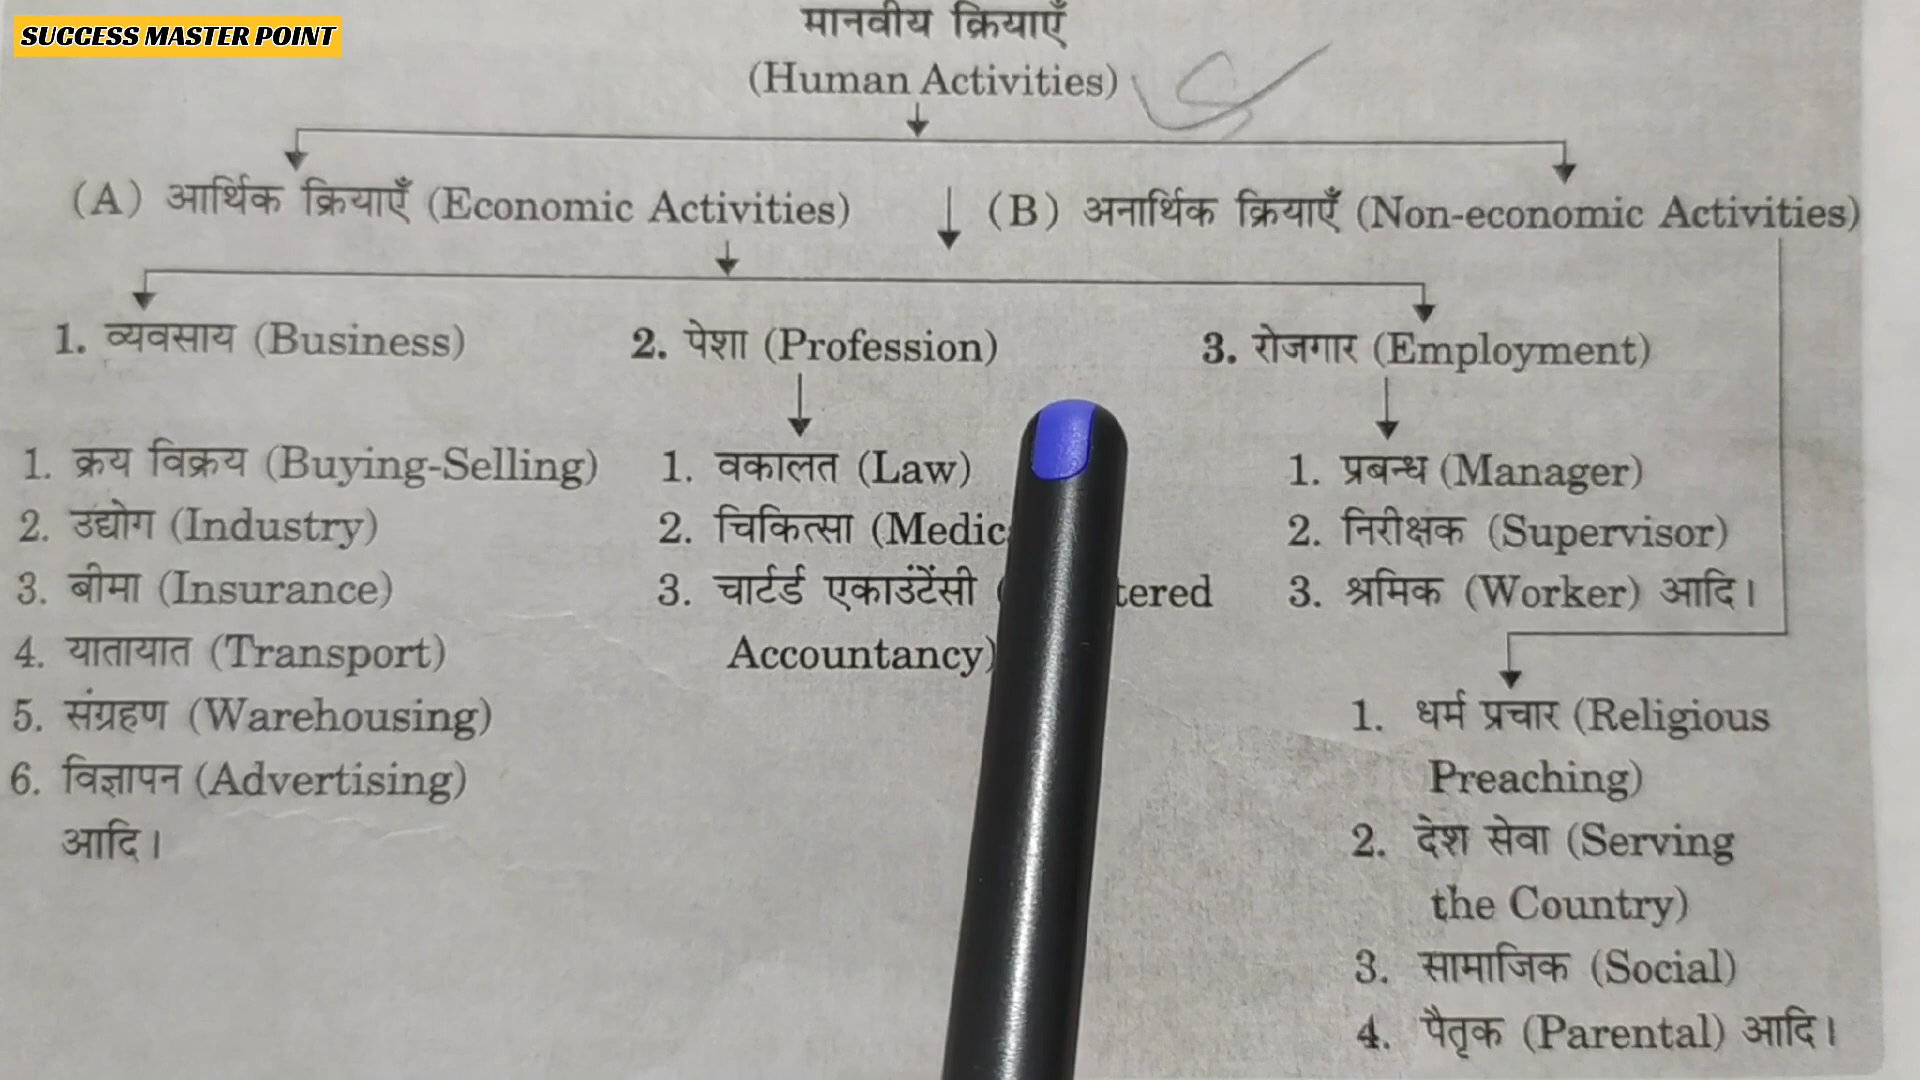 SUCCESS MASTER POINT
मानवीय क्रियाएँ
(Human Activities)
(A) आर्थिक क्रियाएँ (Economic Activities)
(B) अनार्थिक क्रियाएँ (Non-economic Activities)
1. व्यवसाय (Business)
2. पेशा (Profession)
3. रोजगार (Employment)
1. क्रय विक्रय (Buying-Selling)
2. उद्योग (Industry)
3. बीमा (Insurance)
4. यातायात (Transport)
5. संग्रहण (Warehousing)
6. विज्ञापन (Advertising)
आदि।
1. वकालत (Law)
2. चिकित्सा
3. चार्टर्ड एकाउंटेंसी
Accountancy)
1. प्रबन्ध (Manager)
2. निरीक्षक (Supervisor)
3. श्रमिक (Worker) आदि।
1. धर्म प्रचार (Religious
Preaching)
2. देश सेवा (Serving
the Country)
3. सामाजिक (Social)
4. पैतृक (Parental) आदि।